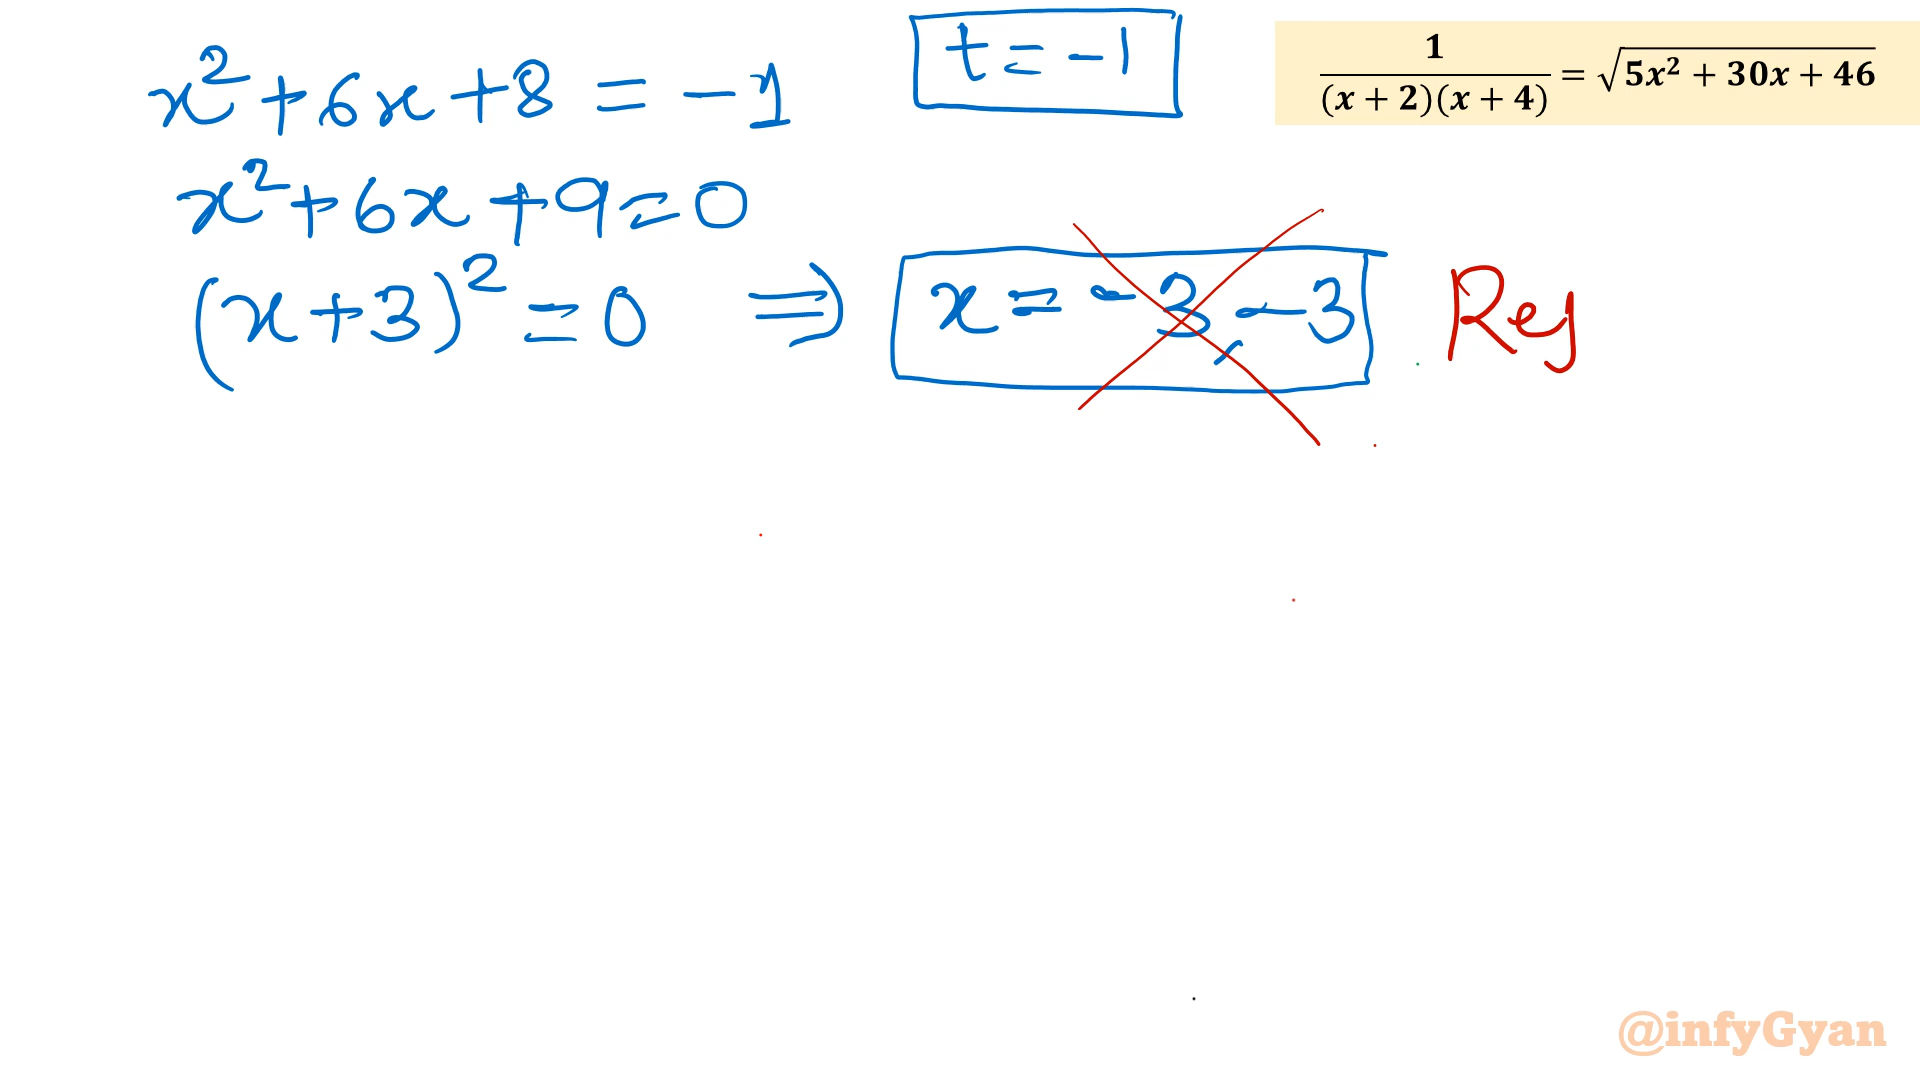 x²+6x+8=-1
t=-1
1/((x+2)(x+4)) = √(5x²+30x+46)
x²+6x+9=0
(x+3)²=0 ⇒ x=-3,-3 Rej
@infyGyan